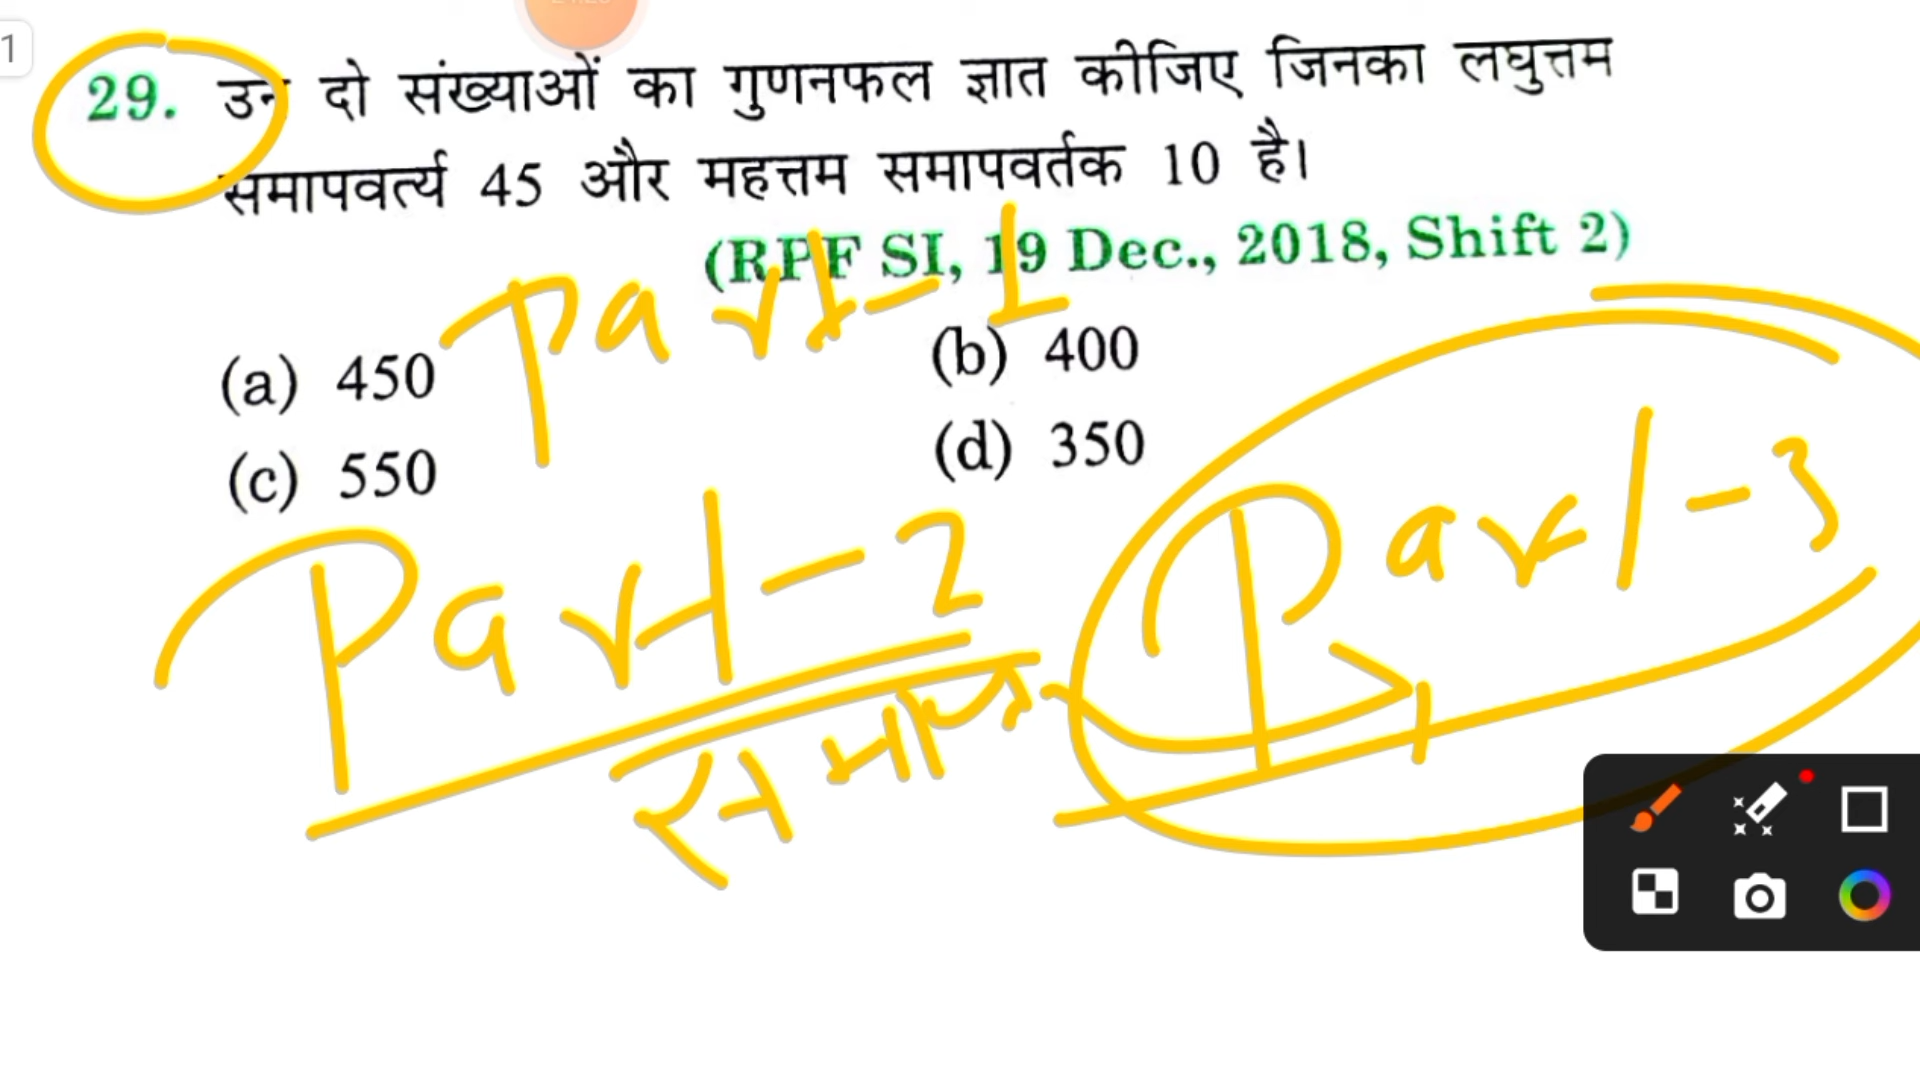 1
29. उन दो संख्याओं का गुणनफल ज्ञात कीजिए जिनका लघुत्तम
समापवर्त्य 45 और महत्तम समापवर्तक 10 है।
(RPF SI, 19 Dec., 2018, Shift 2)
Part-1
(a) 450 (b) 400
(c) 550 (d) 350
Part-2
Part-3